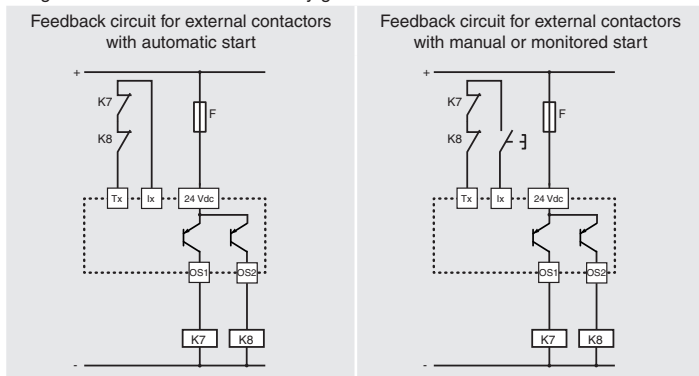 Feedback circuit for external contactors
with automatic start
+
K7
K8
F
Tx
Ix
24 Vdc
OS1
OS2
K7
K8
-
Feedback circuit for external contactors
with manual or monitored start
+
K7
K8
F
Tx
Ix
24 Vdc
OS1
OS2
K7
K8
-